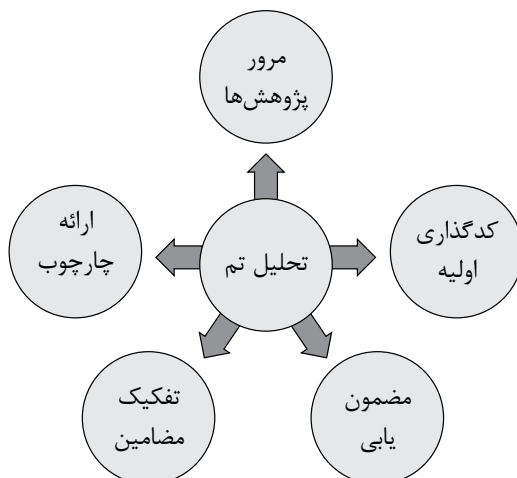 مرور
پژوهش‌ها
کدگذاری
اولیه
مضمون
یابی
تفکیک
مضامین
ارائه
چارچوب
تحلیل تم